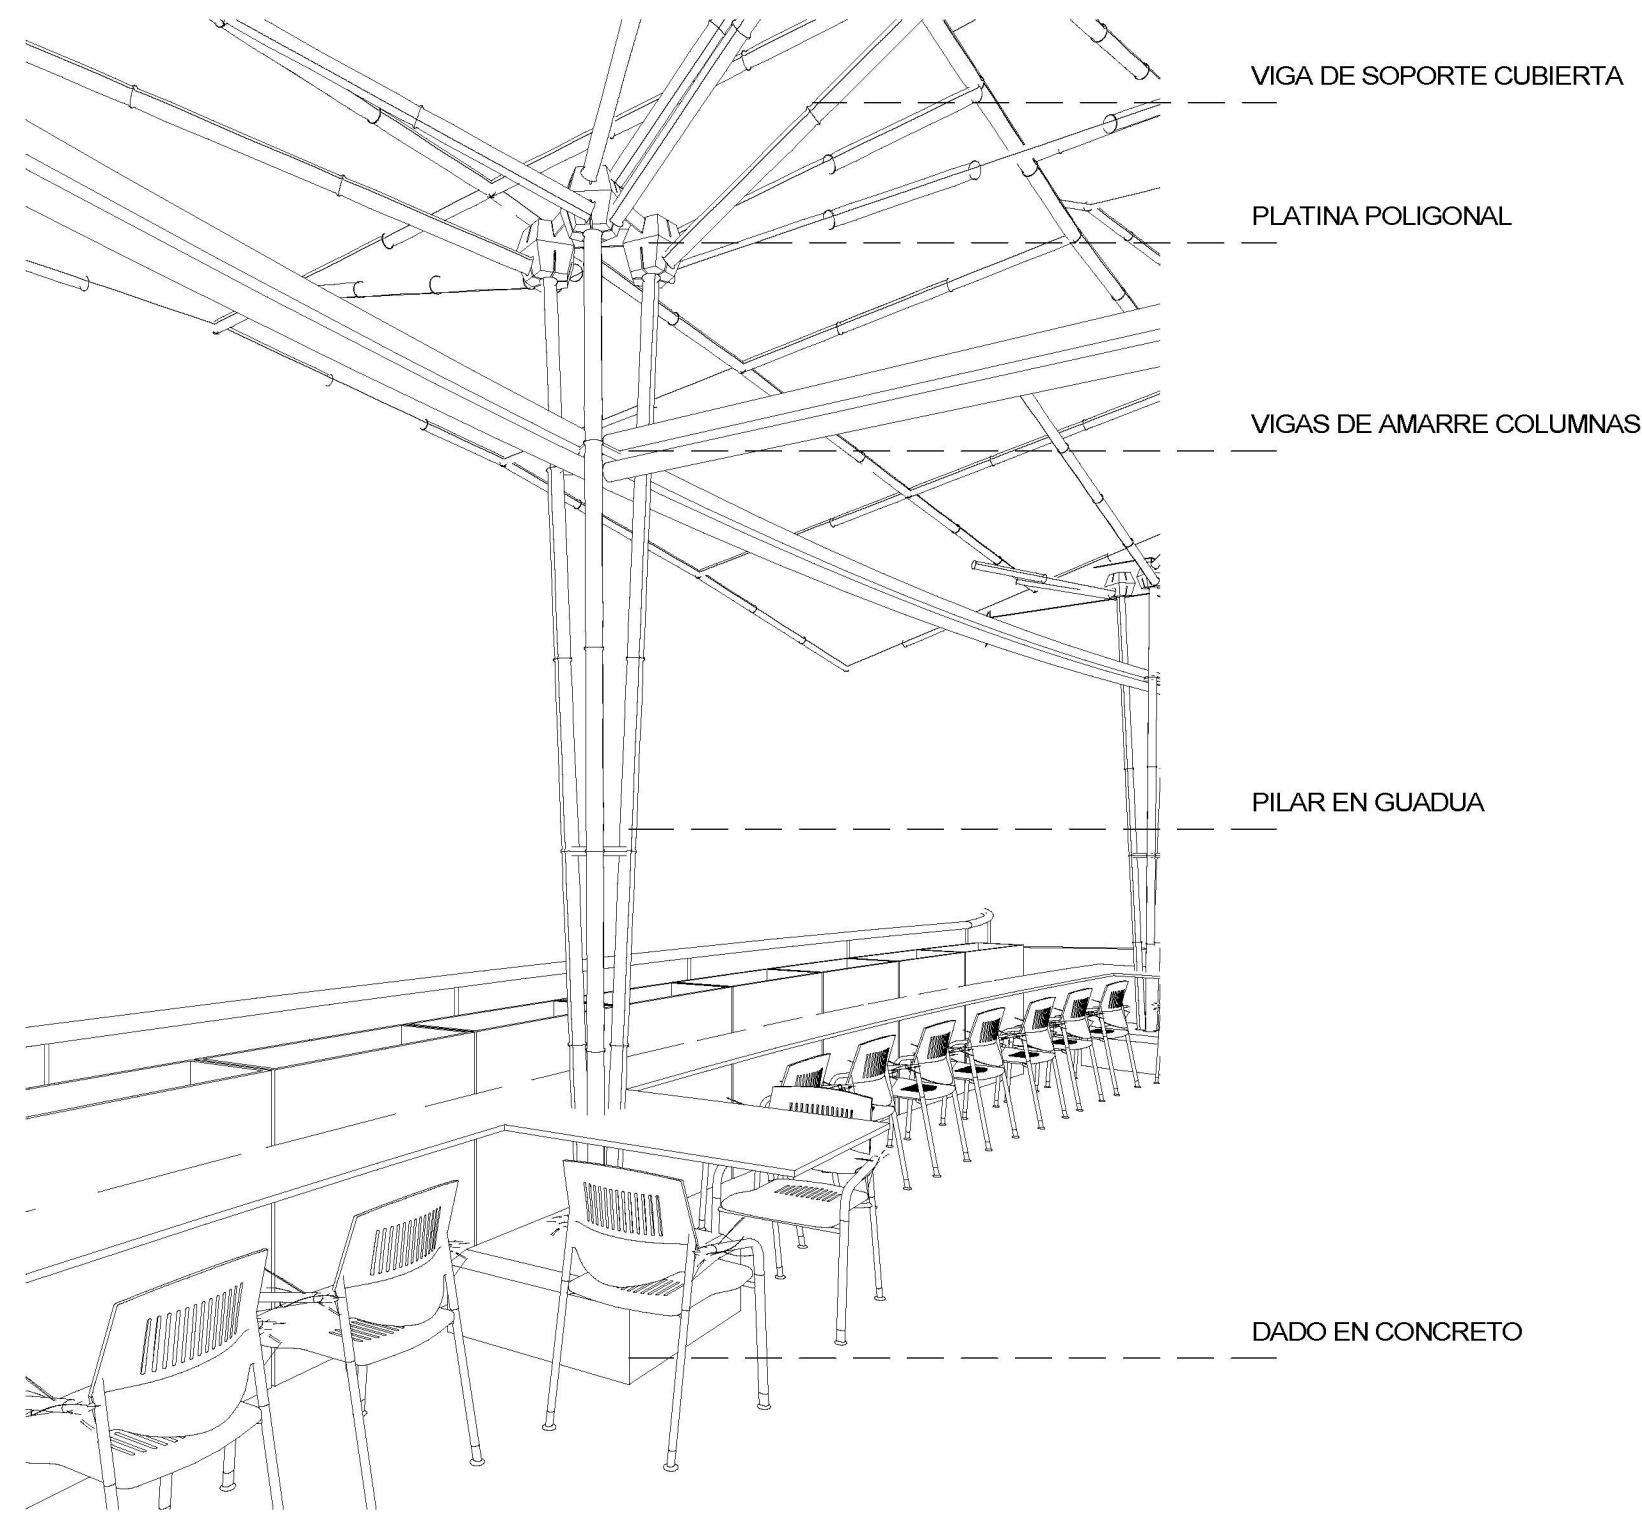 VIGA DE SOPORTE CUBIERTA
PLATINA POLIGONAL
VIGAS DE AMARRE COLUMNAS
PILAR EN GUADUA
DADO EN CONCRETO